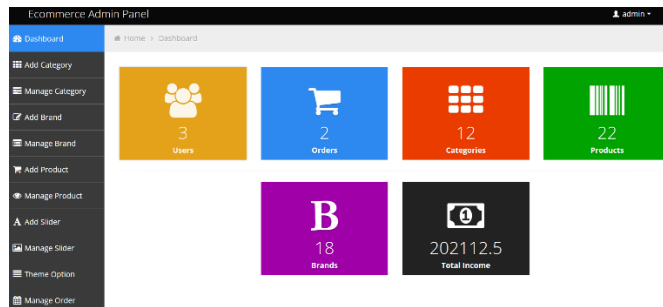 Ecommerce Admin Panel
admin
Dashboard
Home > Dashboard
Add Category
Manage Category
Add Brand
Manage Brand
Add Product
Manage Product
Add Slider
Manage Slider
Theme Option
Manage Order
3
Users
2
Orders
12
Categories
22
Products
B
18
Brands
1
202112.5
Total Income